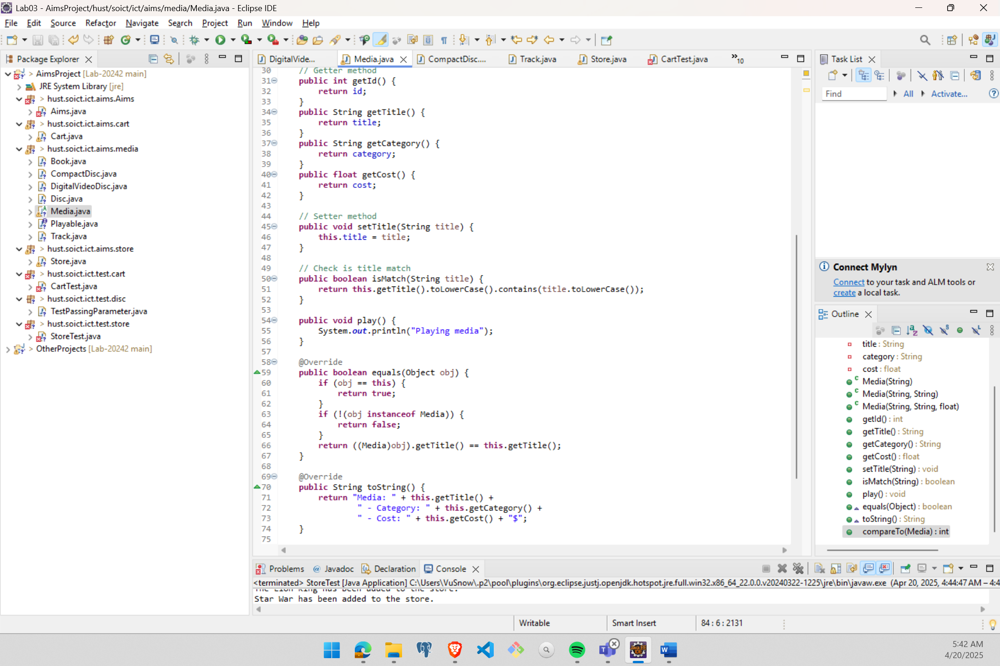 Lab03 - AimsProject/hust/soict/ict/aims/media/Media.java - Eclipse IDE
File Edit Source Refactor Navigate Search Project Run Window Help
Package Explorer
> AimsProject [Lab-20242 main]
JRE System Library [jre]
> hust.soict.ict.aims.Aims
Aims.java
> hust.soict.ict.aims.cart
Cart.java
> hust.soict.ict.aims.media
Book.java
CompactDisc.java
DigitalVideoDisc.java
Disc.java
Media.java
Playable.java
Track.java
> hust.soict.ict.aims.store
Store.java
> hust.soict.ict.test.cart
CartTest.java
> hust.soict.ict.test.disc
TestPassingParameter.java
> hust.soict.ict.test.store
StoreTest.java
> OtherProjects [Lab-20242 main]
DigitalVide... Media.java CompactDisc.... Track.java Store.java CartTest.java »10
30 // Getter method
31 public int getId() {
32 return id;
33 }
34 public String getTitle() {
35 return title;
36 }
37 public String getCategory() {
38 return category;
39 }
40 public float getCost() {
41 return cost;
42 }
43
44 // Setter method
45 public void setTitle(String title) {
46 this.title = title;
47 }
48
49 // Check is title match
50 public boolean isMatch(String title) {
51 return this.getTitle().toLowerCase().contains(title.toLowerCase());
52 }
53
54 public void play() {
55 System.out.println("Playing media");
56 }
57
58 @Override
59 public boolean equals(Object obj) {
60 if (obj == this) {
61 return true;
62 }
63 if (!(obj instanceof Media)) {
64 return false;
65 }
66 return ((Media)obj).getTitle() == this.getTitle();
67 }
68
69 @Override
70 public String toString() {
71 return "Media: " + this.getTitle() +
72 " - Category: " + this.getCategory() +
73 " - Cost: " + this.getCost() + "$";
74 }
75
Task List
Find All Activate...
Connect Mylyn
Connect to your task and ALM tools or
create a local task.
Outline
title : String
category : String
cost : float
Media(String)
Media(String, String)
Media(String, String, float)
getId() : int
getTitle() : String
getCategory() : String
getCost() : float
setTitle(String) : void
isMatch(String) : boolean
play() : void
equals(Object) : boolean
toString() : String
compareTo(Media) : int
Problems Javadoc Declaration Console
<terminated> StoreTest [Java Application] C:\Users\VuSnow\.p2\pool\plugins\org.eclipse.justj.openjdk.hotspot.jre.full.win32.x86_64_22.0.0.v20240322-1225\jre\bin\javaw.exe (Apr 20, 2025, 4:44:47 AM – 4:4
The Lion King has been added to the store.
Star War has been added to the store.
Writable Smart Insert 84 : 6 : 2131
5:42 AM
4/20/2025